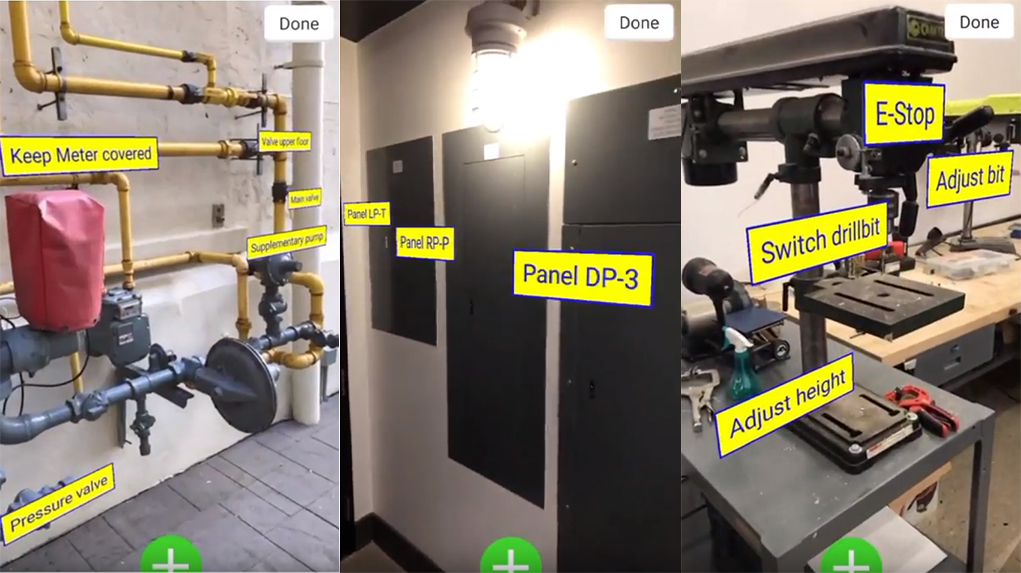 Done
Keep Meter covered
Valve upper floor
Main valve
Supplementary pump
Pressure valve
Done
Panel LP-T
Panel RP-P
Panel DP-3
Done
E-Stop
Adjust bit
Switch drillbit
Adjust height